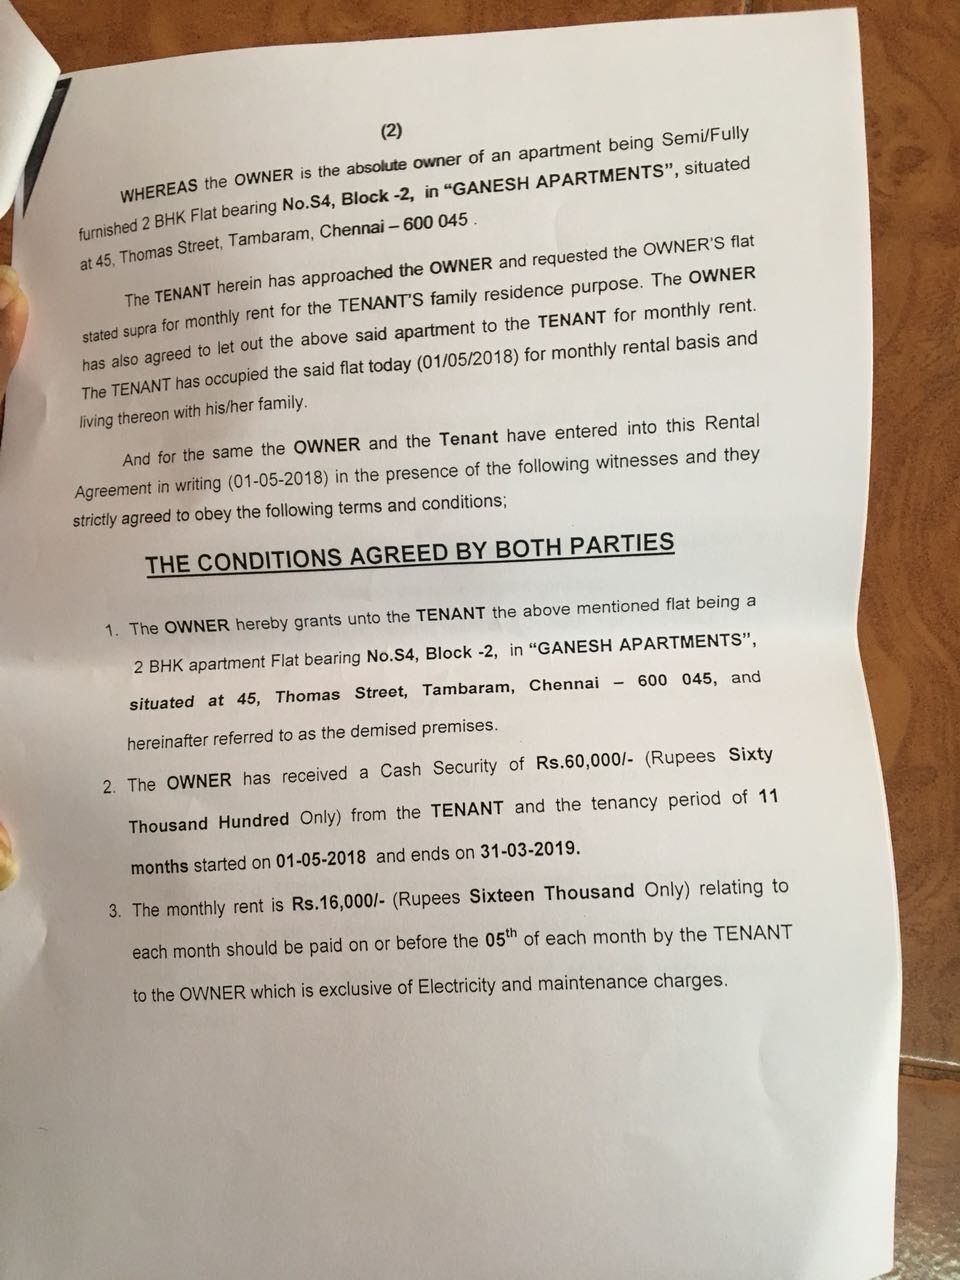 (2)
WHEREAS the OWNER is the absolute owner of an apartment being Semi/Fully
furnished 2 BHK Flat bearing No.S4, Block -2, in “GANESH APARTMENTS”, situated
at 45, Thomas Street, Tambaram, Chennai – 600 045 .
The TENANT herein has approached the OWNER and requested the OWNER'S flat
stated supra for monthly rent for the TENANT'S family residence purpose. The OWNER
has also agreed to let out the above said apartment to the TENANT for monthly rent.
The TENANT has occupied the said flat today (01/05/2018) for monthly rental basis and
living thereon with his/her family.
And for the same the OWNER and the Tenant have entered into this Rental
Agreement in writing (01-05-2018) in the presence of the following witnesses and they
strictly agreed to obey the following terms and conditions;
THE CONDITIONS AGREED BY BOTH PARTIES
1. The OWNER hereby grants unto the TENANT the above mentioned flat being a
2 BHK apartment Flat bearing No.S4, Block -2, in “GANESH APARTMENTS”,
situated at 45, Thomas Street, Tambaram, Chennai – 600 045, and
hereinafter referred to as the demised premises.
2. The OWNER has received a Cash Security of Rs.60,000/- (Rupees Sixty
Thousand Hundred Only) from the TENANT and the tenancy period of 11
months started on 01-05-2018 and ends on 31-03-2019.
3. The monthly rent is Rs.16,000/- (Rupees Sixteen Thousand Only) relating to
each month should be paid on or before the 05th of each month by the TENANT
to the OWNER which is exclusive of Electricity and maintenance charges.